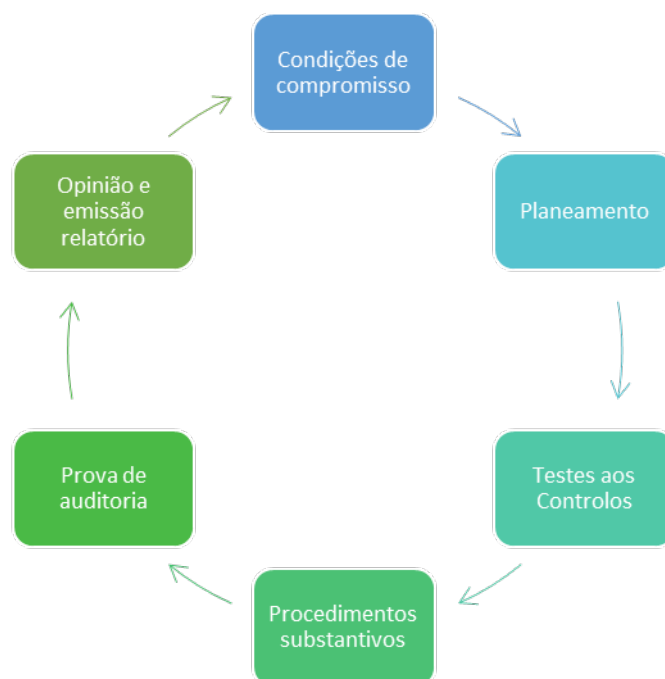 Condições de
compromisso
Planeamento
Testes aos
Controlos
Procedimentos
substantivos
Prova de
auditoria
Opinião e
emissão
relatório